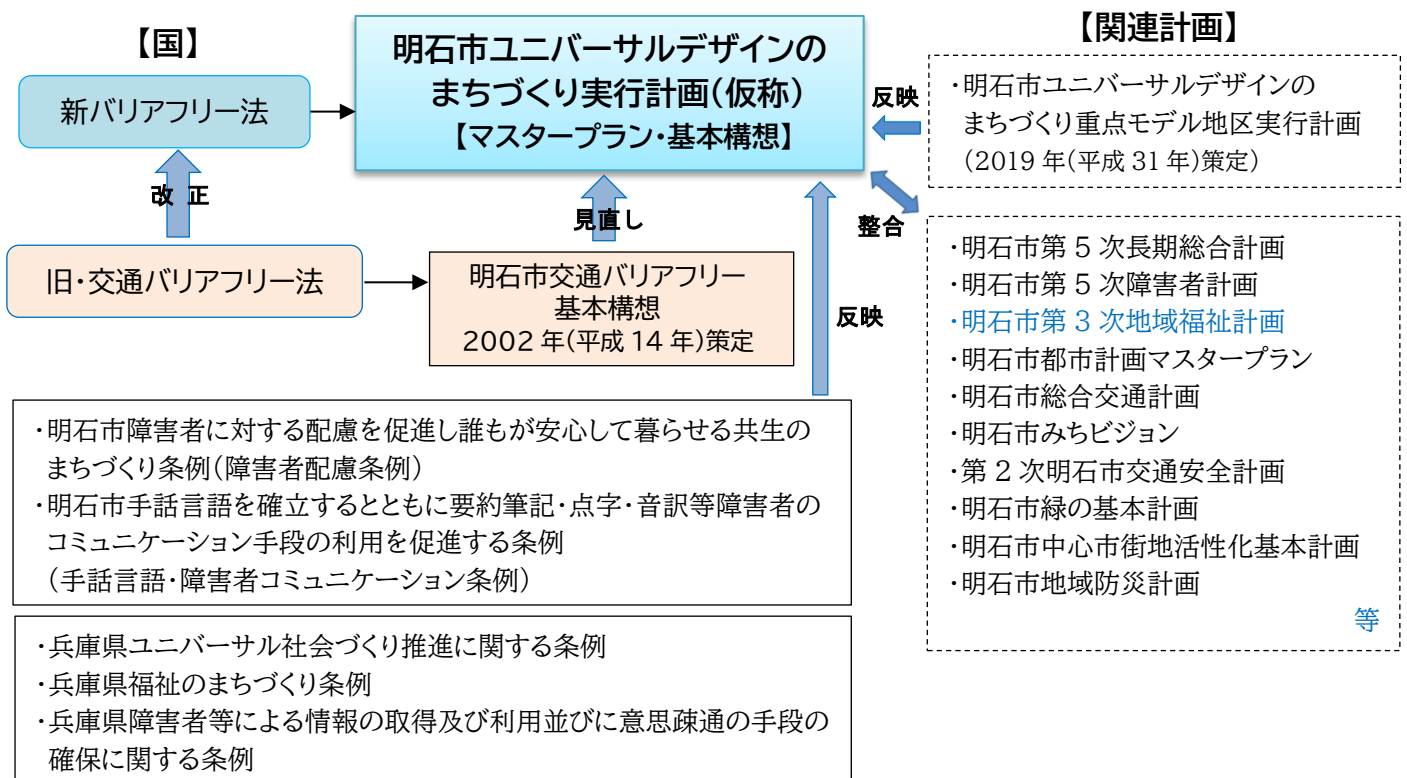 【国】
新バリアフリー法
改 正
旧・交通バリアフリー法
明石市ユニバーサルデザインの
まちづくり実行計画(仮称)
【マスタープラン・基本構想】
見直し
明石市交通バリアフリー
基本構想
2002年(平成14年)策定
反映
・明石市障害者に対する配慮を促進し誰もが安心して暮らせる共生の
まちづくり条例(障害者配慮条例)
・明石市手話言語を確立するとともに要約筆記・点字・音訳等障害者の
コミュニケーション手段の利用を促進する条例
(手話言語・障害者コミュニケーション条例)
・兵庫県ユニバーサル社会づくり推進に関する条例
・兵庫県福祉のまちづくり条例
・兵庫県障害者等による情報の取得及び利用並びに意思疎通の手段の
確保に関する条例
【関連計画】
反映
・明石市ユニバーサルデザインの
まちづくり重点モデル地区実行計画
(2019年(平成31年)策定)
整合
・明石市第5次長期総合計画
・明石市第5次障害者計画
・明石市第3次地域福祉計画
・明石市都市計画マスタープラン
・明石市総合交通計画
・明石市みちビジョン
・第2次明石市交通安全計画
・明石市緑の基本計画
・明石市中心市街地活性化基本計画
・明石市地域防災計画
等